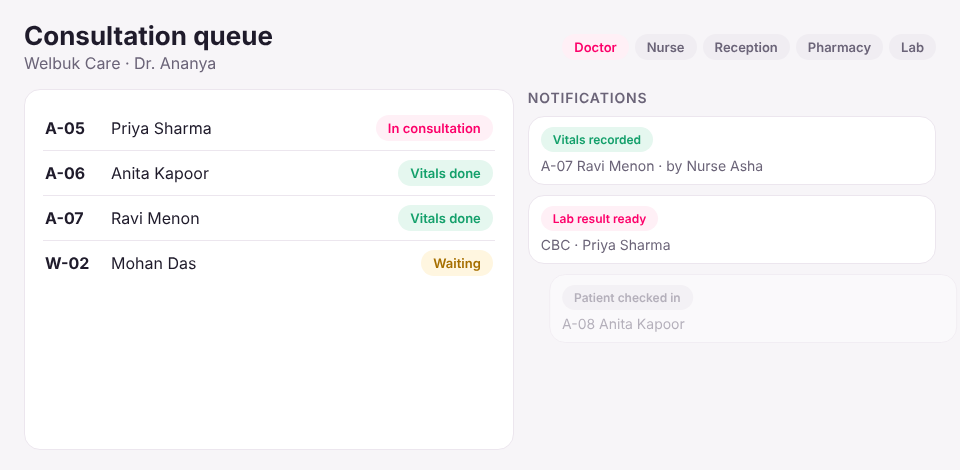 Consultation queue
Welbuk Care · Dr. Ananya
Doctor Nurse Reception Pharmacy Lab
A-05 Priya Sharma In consultation
A-06 Anita Kapoor Vitals done
A-07 Ravi Menon Vitals done
W-02 Mohan Das Waiting
NOTIFICATIONS
Vitals recorded
A-07 Ravi Menon · by Nurse Asha
Lab result ready
CBC · Priya Sharma
Patient checked in
A-08 Anita Kapoor